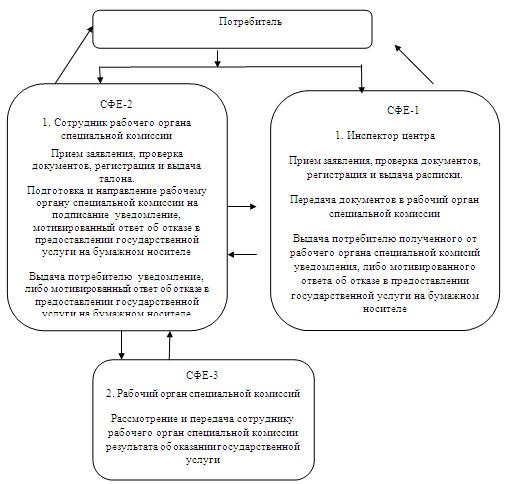 Потребитель
СФЕ-2
1. Сотрудник рабочего органа
специальной комиссии
Прием заявления, проверка
документов, регистрация и выдача
талона.
Подготовка и направление рабочему
органу специальной комиссии на
подписание уведомление,
мотивированный ответ об отказе в
предоставлении государственной
услуги на бумажном носителе
Выдача потребителю уведомление,
либо мотивированный ответ об отказе в
предоставлении государственной
услуги на бумажном носителе
СФЕ-1
1. Инспектор центра
Прием заявления, проверка документов,
регистрация и выдача расписки.
Передача документов в рабочий орган
специальной комиссии
Выдача потребителю полученного от
рабочего органа специальной комисий
уведомления, либо мотивированного
ответа об отказе в предоставлении
государственной услуги на бумажном
носителе
СФЕ-3
2. Рабочий орган специальной комиссий
Рассмотрение и передача сотруднику
рабочего орган специальной комиссии
результата об оказании государственной
услуги